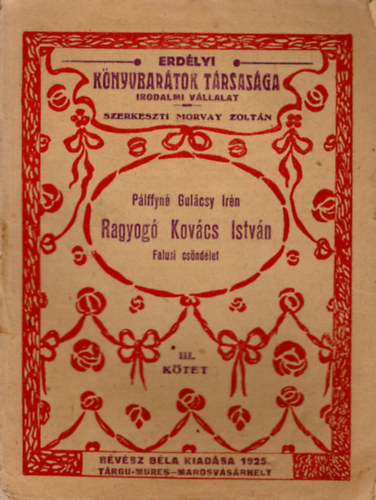 ERDÉLYI
KÖNYVBARÁTOK TÁRSASÁGA
IRODALMI VÁLLALAT
SZERKESZTI MORVAY ZOLTÁN
Pálffyné Gulácsy Irén
Ragyogó Kovács István
Falusi csöndélet
III.
KÖTET
RÉVÉSZ BÉLA KIADÁSA 1925.
TÂRGU-MUREȘ—MAROSVÁSÁRHELY